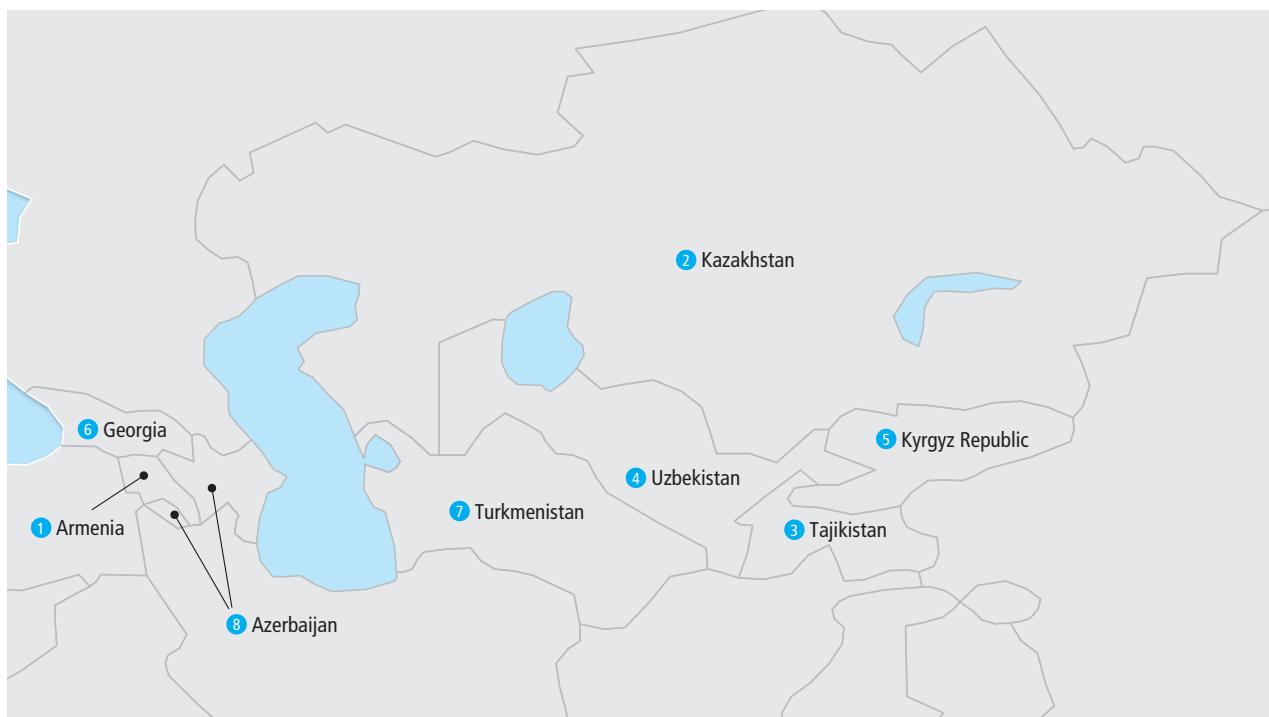 2 Kazakhstan
6 Georgia
5 Kyrgyz Republic
4 Uzbekistan
7 Turkmenistan
1 Armenia
3 Tajikistan
8 Azerbaijan